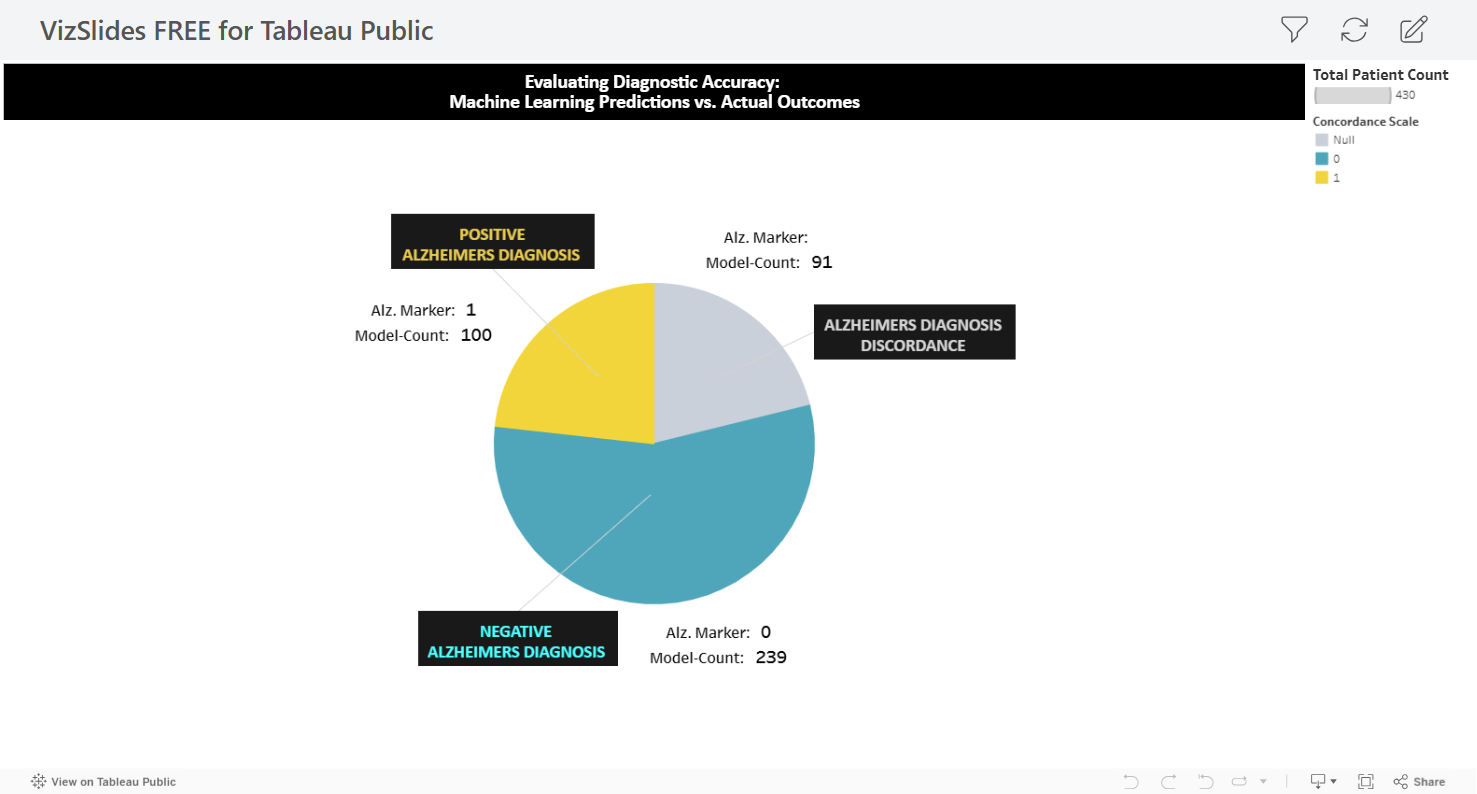 VizSlides FREE for Tableau Public
Evaluating Diagnostic Accuracy:
Machine Learning Predictions vs. Actual Outcomes
Total Patient Count
430
Concordance Scale
Null
0
1
POSITIVE
ALZHEIMERS DIAGNOSIS
Alz. Marker:
Model-Count: 91
Alz. Marker: 1
Model-Count: 100
ALZHEIMERS DIAGNOSIS
DISCORDANCE
NEGATIVE
ALZHEIMERS DIAGNOSIS
Alz. Marker: 0
Model-Count: 239
View on Tableau Public
Share